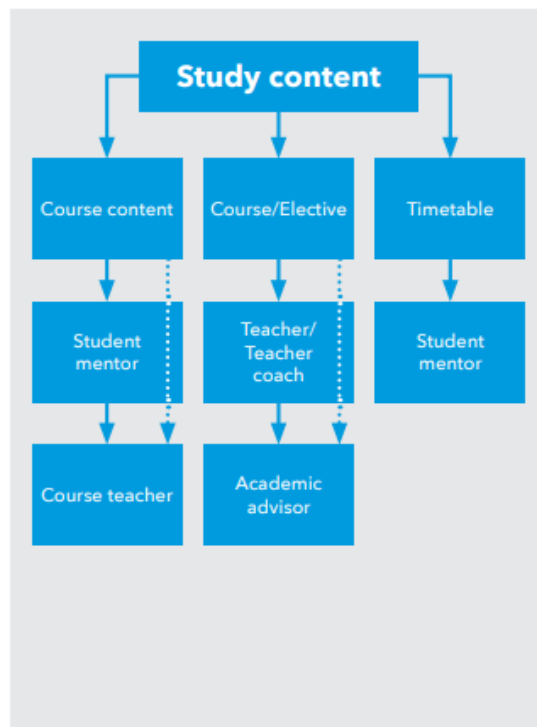 Study content
Course content
Course/Elective
Timetable
Student
mentor
Teacher/
Teacher
coach
Student
mentor
Course teacher
Academic
advisor